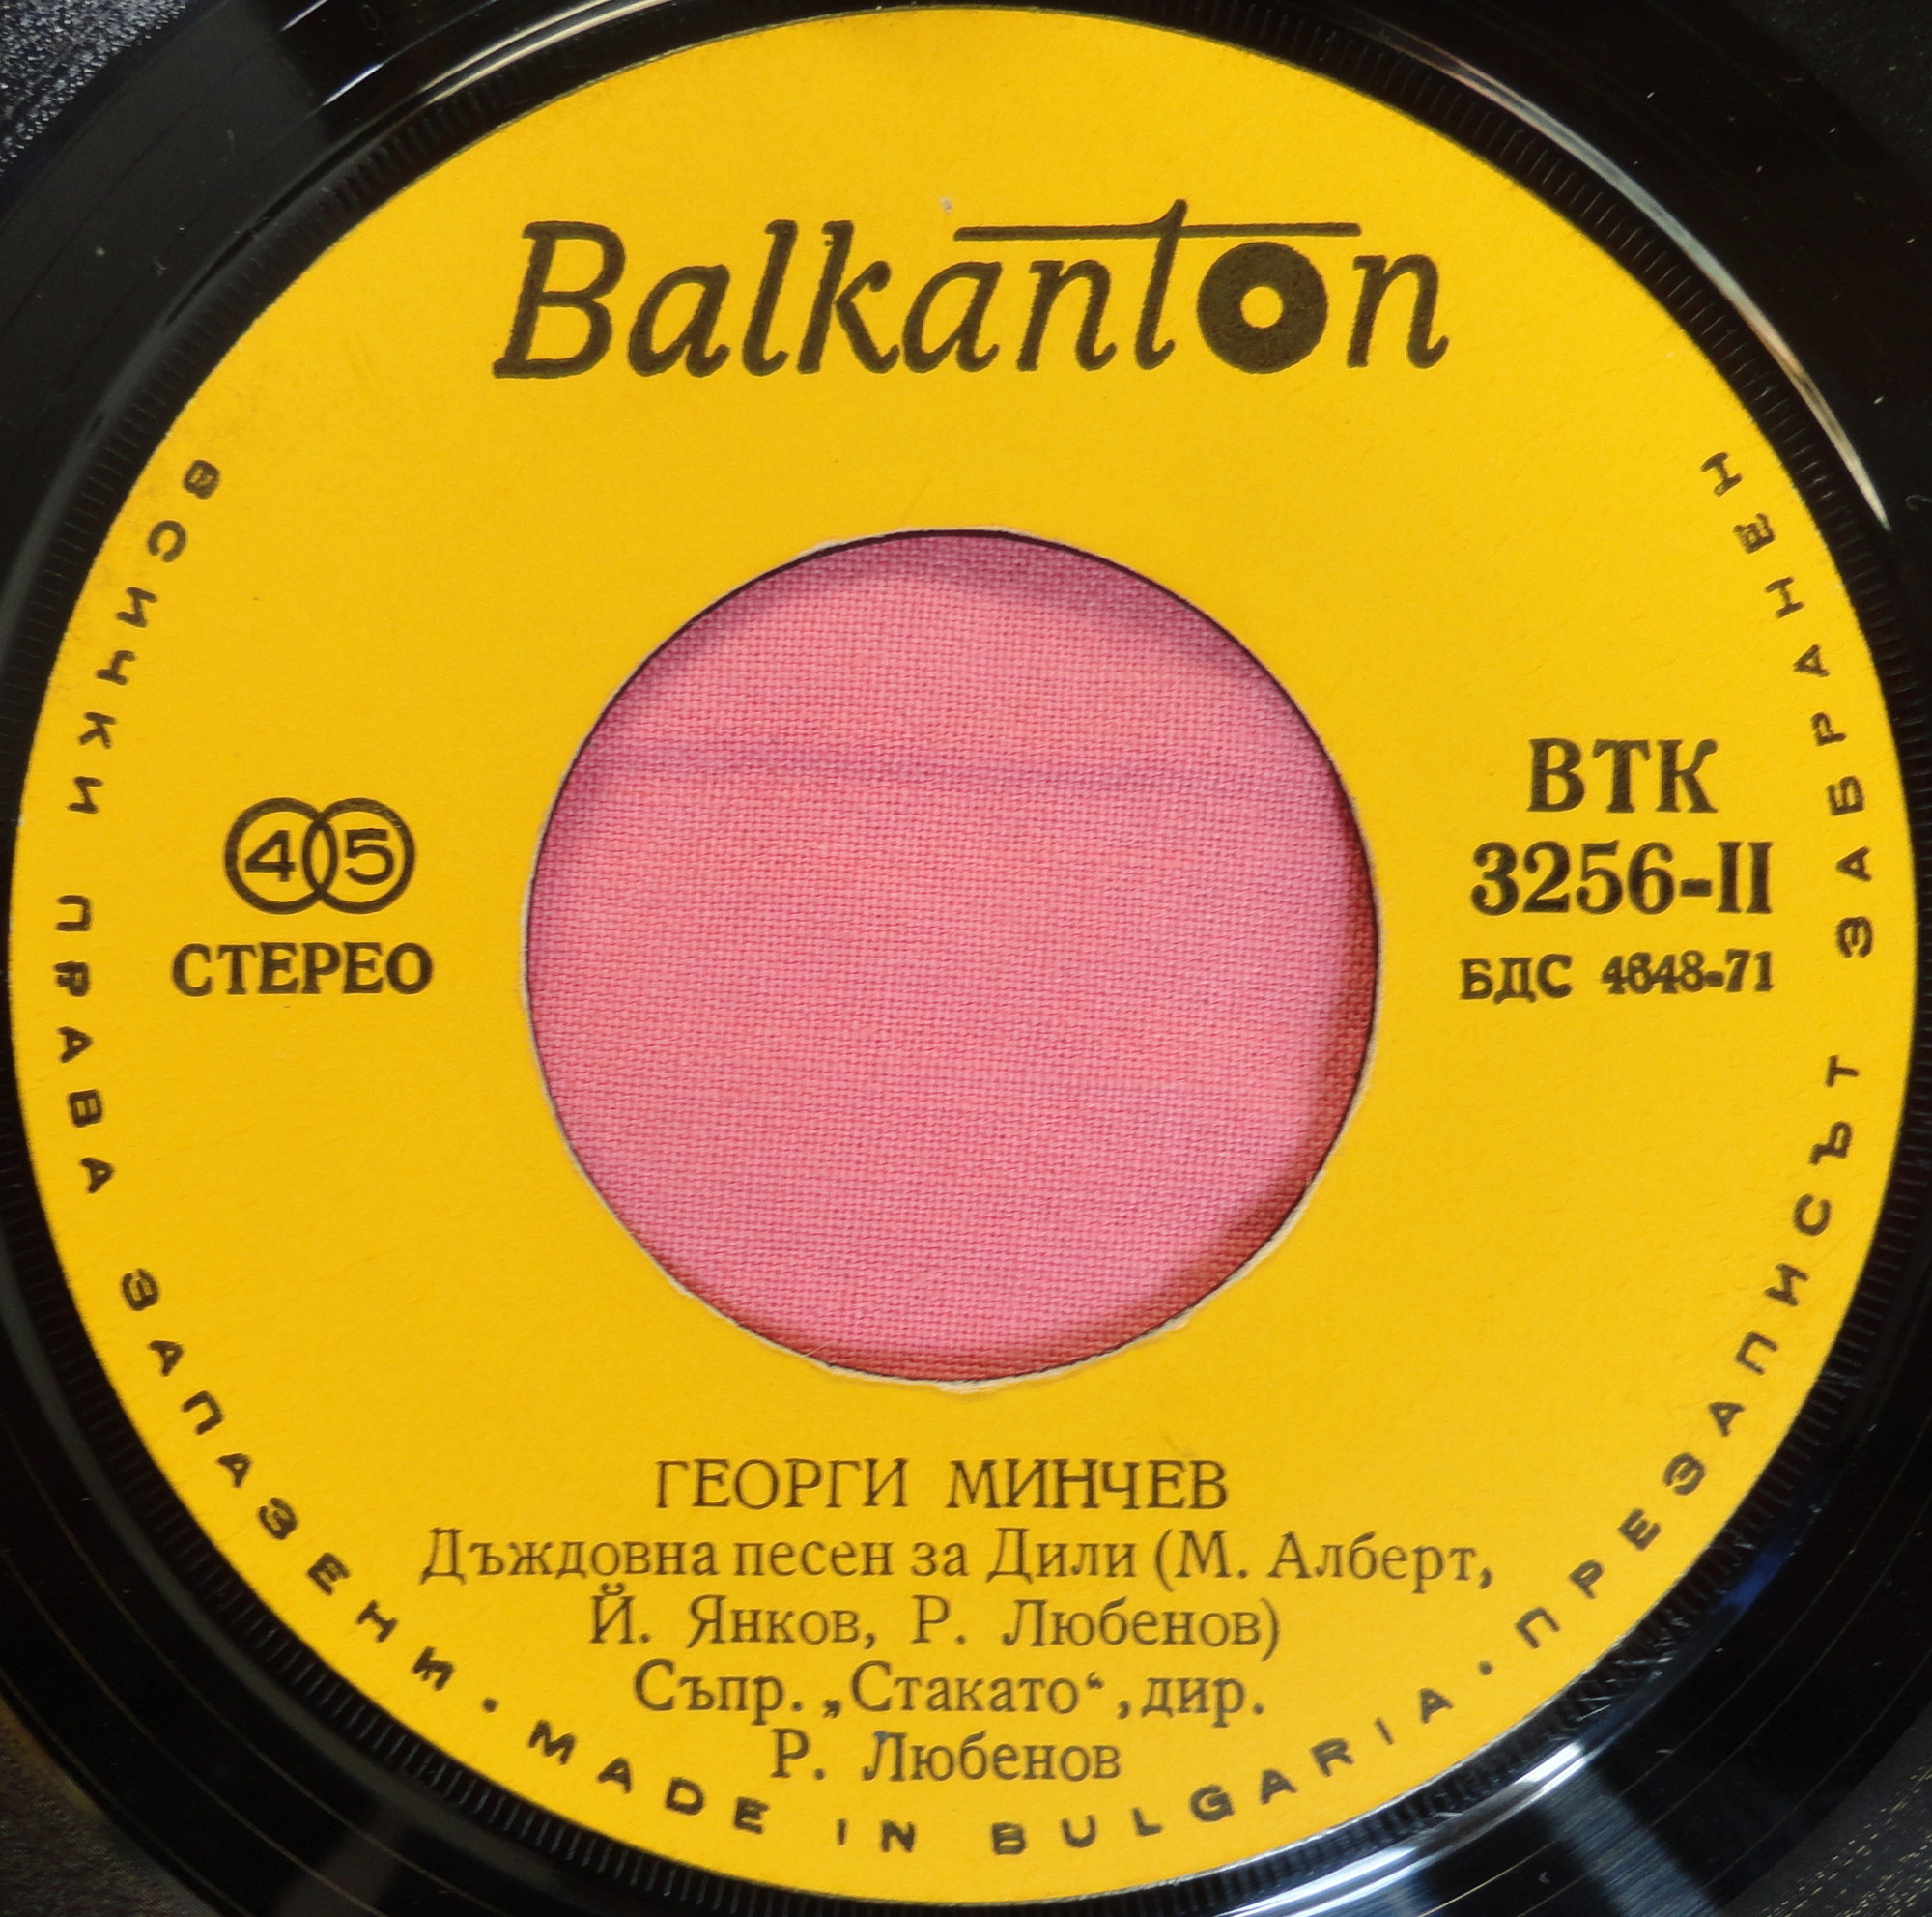 Balkanton
45
СТЕРЕО
ВТК
3256-II
БДС 4648-71
ГЕОРГИ МИНЧЕВ
Дъждовна песен за Дили (М. Алберт,
Й. Янков, Р. Любенов)
Съпр. „Стакато“, дир.
Р. Любенов
ВСИЧКИ ПРАВА ЗАПАЗЕНИ · MADE IN BULGARIA · ПРЕЗАПИСЪТ ЗАБРАНЕН